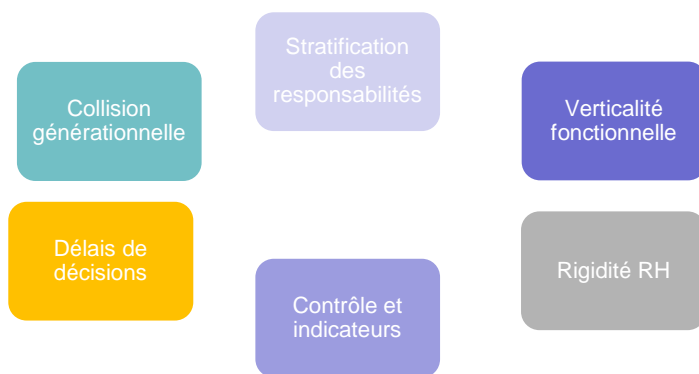 Stratification
des
responsabilités
Collision
générationnelle
Verticalité
fonctionnelle
Délais de
décisions
Rigidité RH
Contrôle et
indicateurs